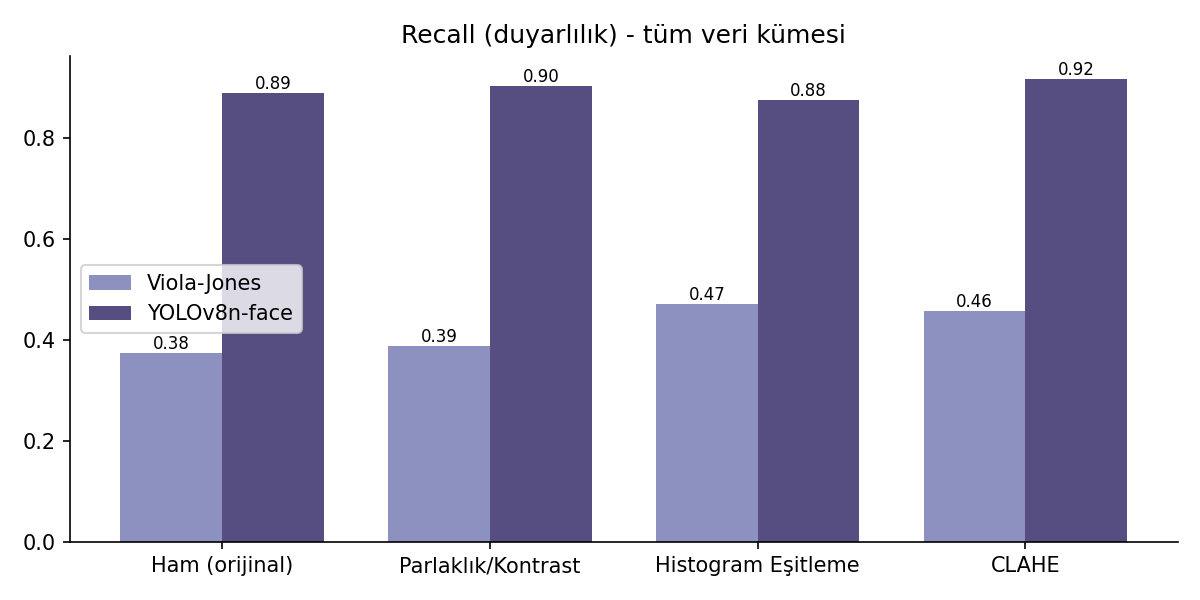 Recall (duyarlılık) - tüm veri kümesi
0.89
0.90
0.88
0.92
0.8
0.6
Viola-Jones
YOLOv8n-face
0.47
0.46
0.4
0.38
0.39
0.2
0.0
Ham (orijinal)
Parlaklık/Kontrast
Histogram Eşitleme
CLAHE